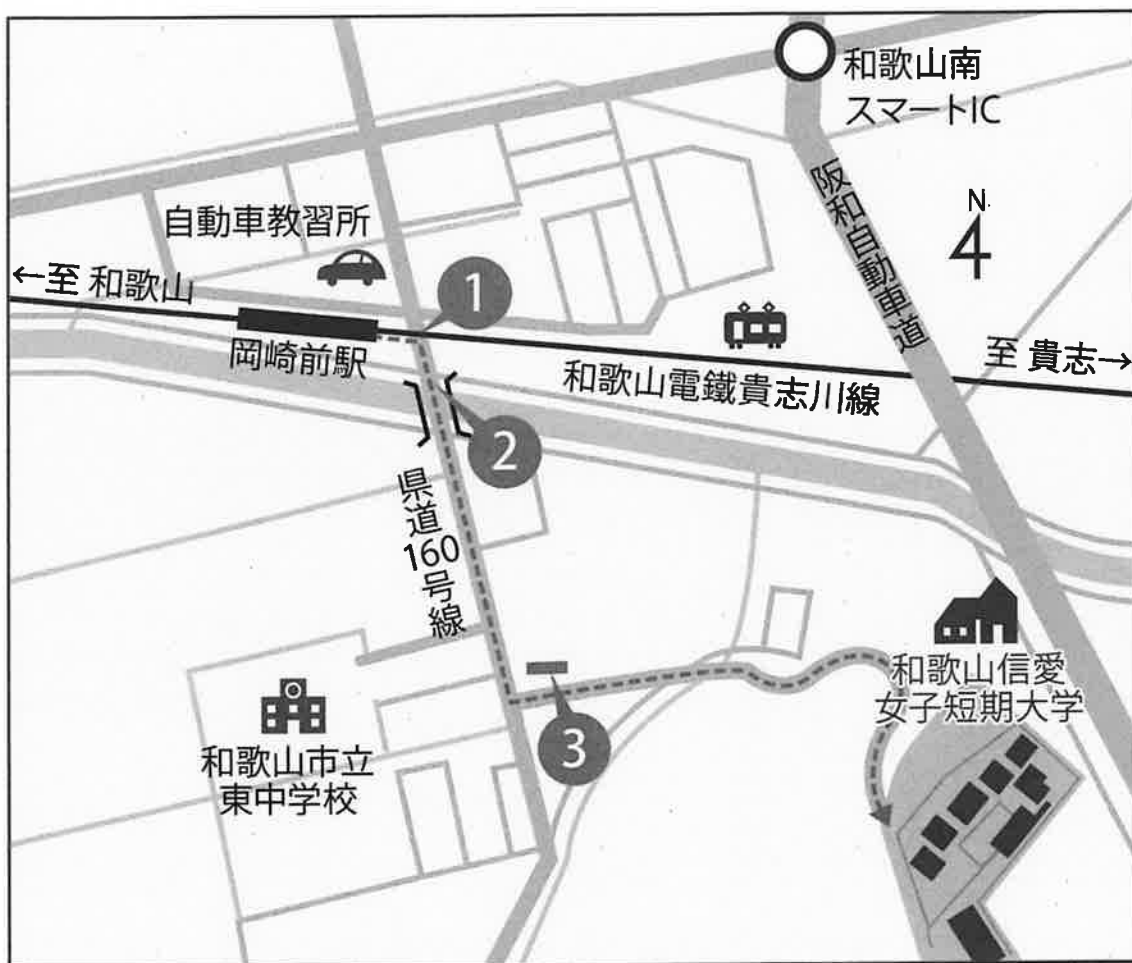 和歌山南
スマートIC
阪和自動車道
N
自動車教習所
←至 和歌山
1
岡崎前駅
和歌山電鐵貴志川線
至 貴志→
2
県道160号線
3
和歌山信愛
女子短期大学
和歌山市立
東中学校